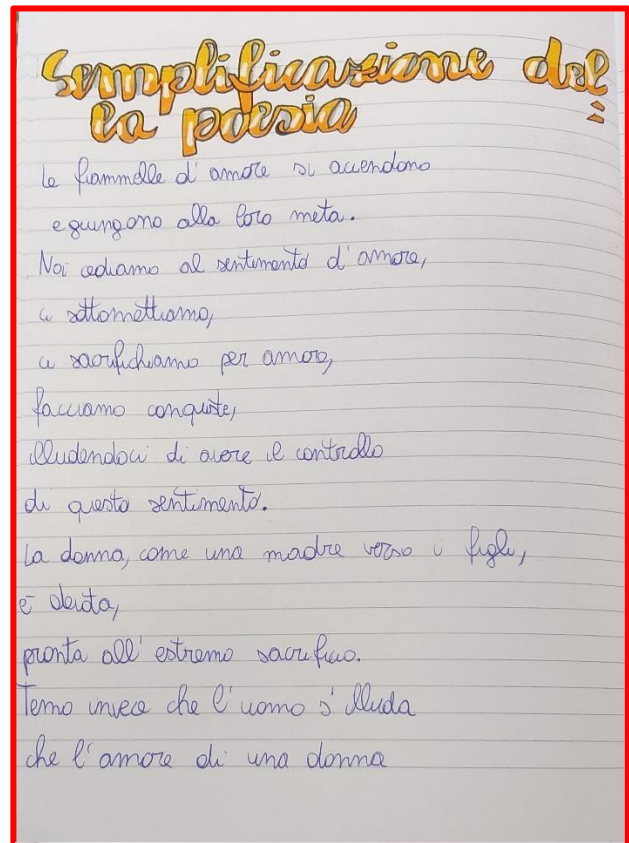 Semplificazione del
la poesia
Le fiammelle d'amore si accendono
e giungono alla loro meta.
Noi cediamo al sentimento d'amore,
ci sottomettiamo,
ci sacrifichiamo per amore,
facciamo conquiste,
illudendoci di avere il controllo
di questo sentimento.
La donna, come una madre verso i figli,
è decita,
pronta all'estremo sacrificio.
Temo invece che l'uomo s'illuda
che l'amore di una donna